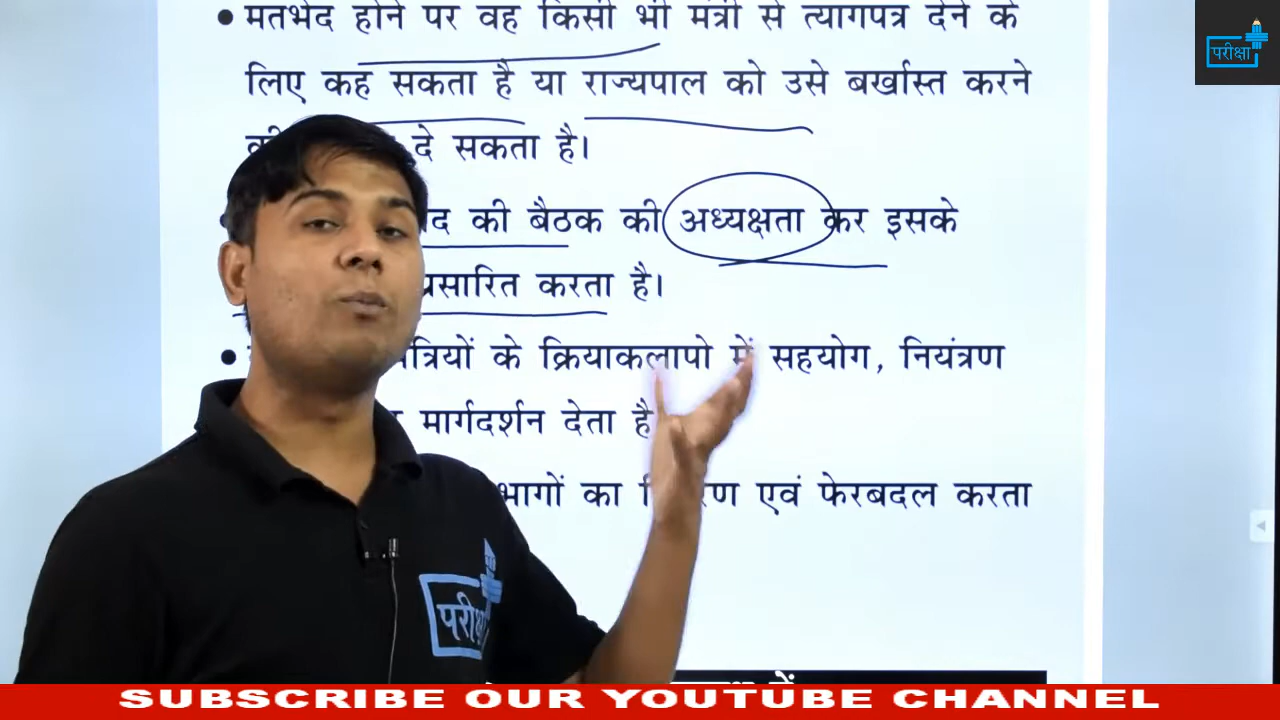 मतभेद होने पर वह किसी भी मंत्री से त्यागपत्र देने के
परीक्षा
लिए कह सकता है या राज्यपाल को उसे बर्खास्त करने
दे सकता है।
की बैठक की अध्यक्षता कर इसके
करता है।
के क्रियाकलापो में सहयोग, नियंत्रण
मार्गदर्शन देता है
का एवं फेरबदल करता
परीक्षा
SUBSCRIBE OUR YOUTUBE CHANNEL